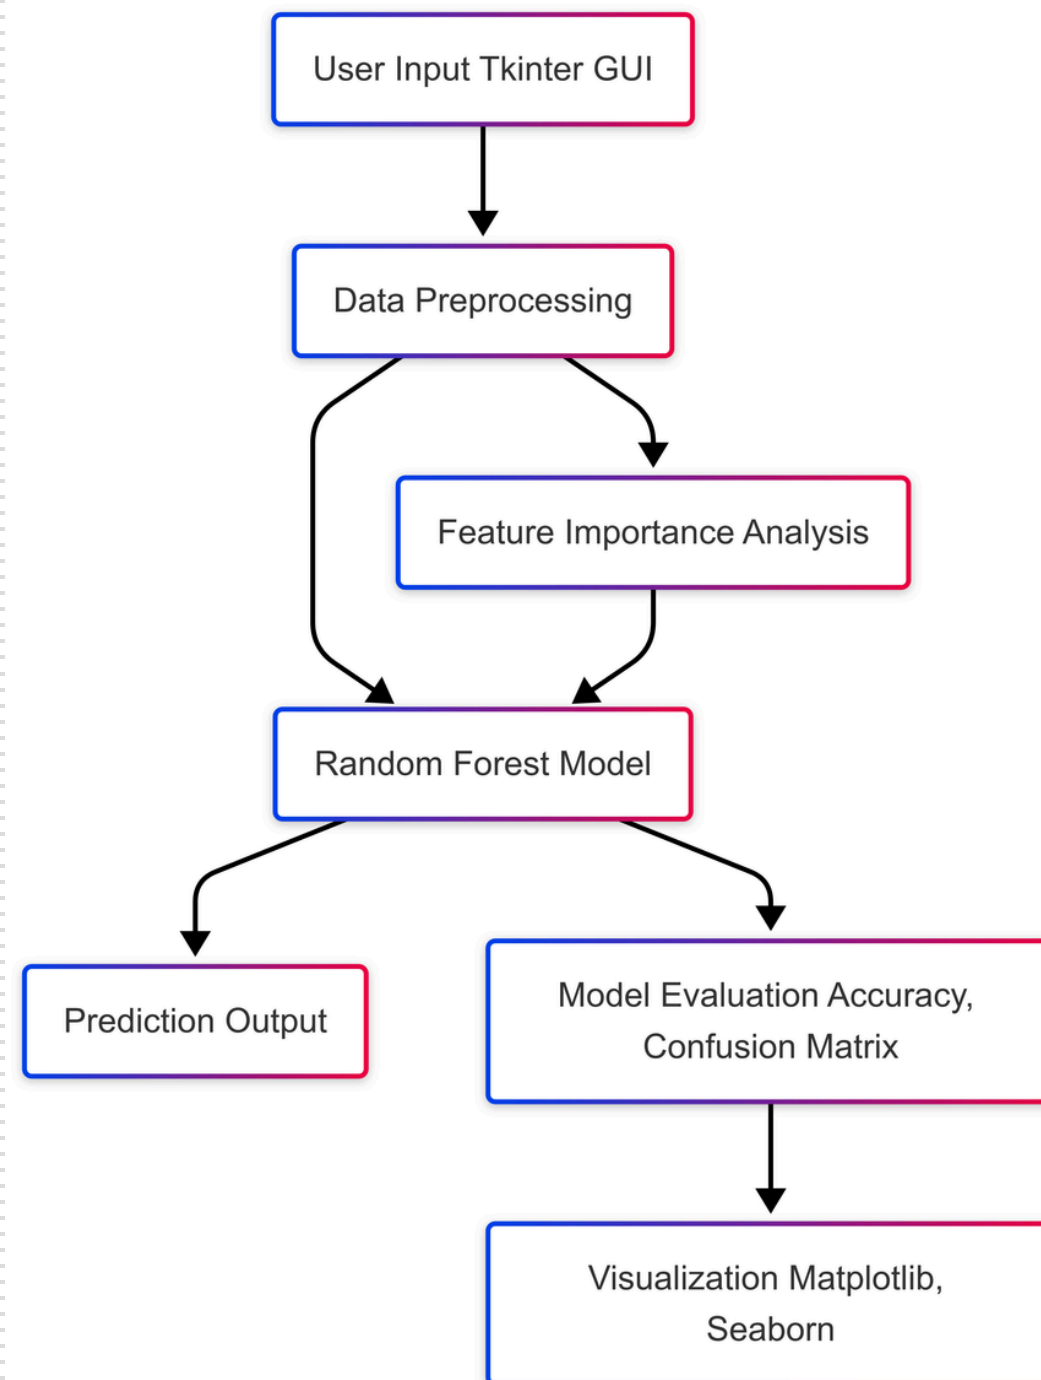 User Input Tkinter GUI
Data Preprocessing
Feature Importance Analysis
Random Forest Model
Prediction Output
Model Evaluation Accuracy,
Confusion Matrix
Visualization Matplotlib,
Seaborn